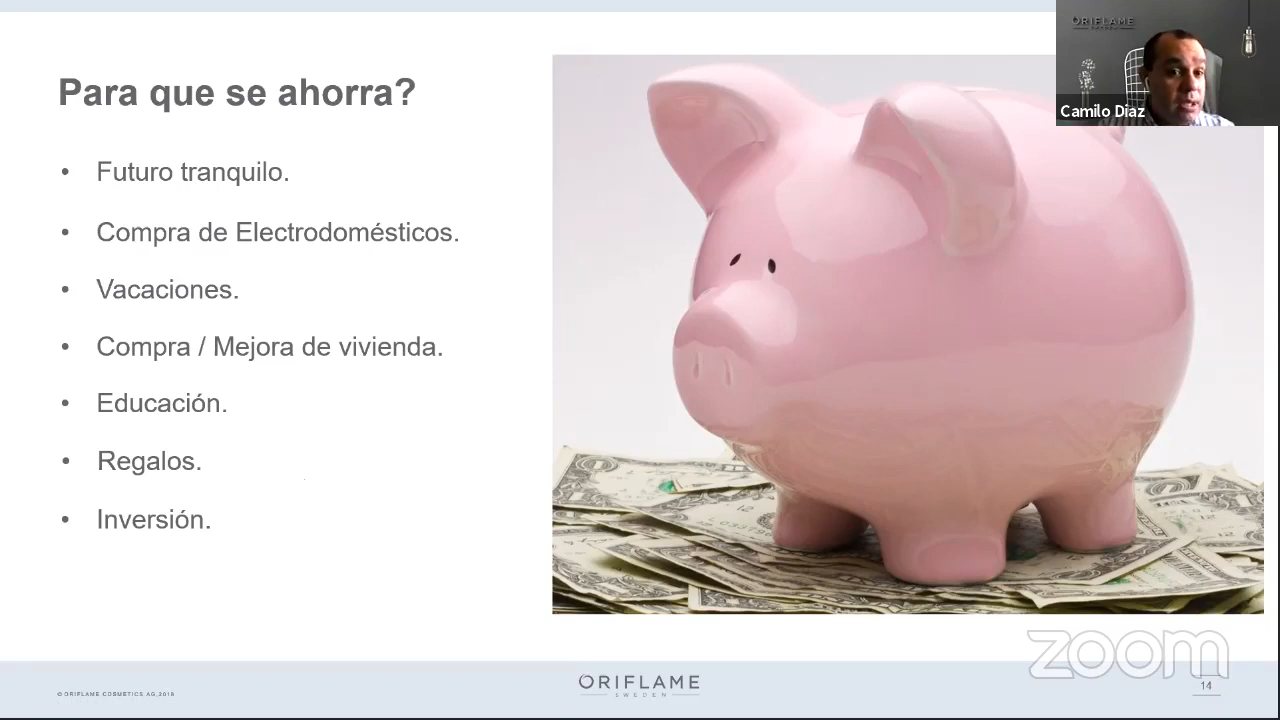 ORIFLAME
Camilo Diaz
Para que se ahorra?
• Futuro tranquilo.
• Compra de Electrodomésticos.
• Vacaciones.
• Compra / Mejora de vivienda.
• Educación.
• Regalos.
• Inversión.
zoom
© ORIFLAME COSMETICS AG,2018
ORIFLAME
SWEDEN
14